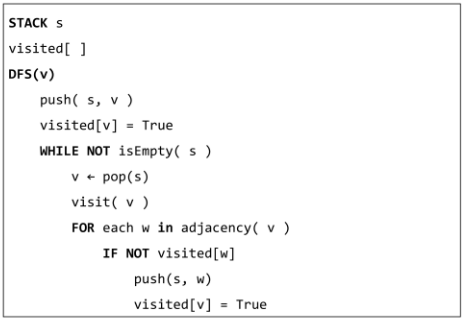 STACK s
visited[ ]
DFS(v)
push( s, v )
visited[v] = True
WHILE NOT isEmpty( s )
v ← pop(s)
visit( v )
FOR each w in adjacency( v )
IF NOT visited[w]
push(s, w)
visited[v] = True